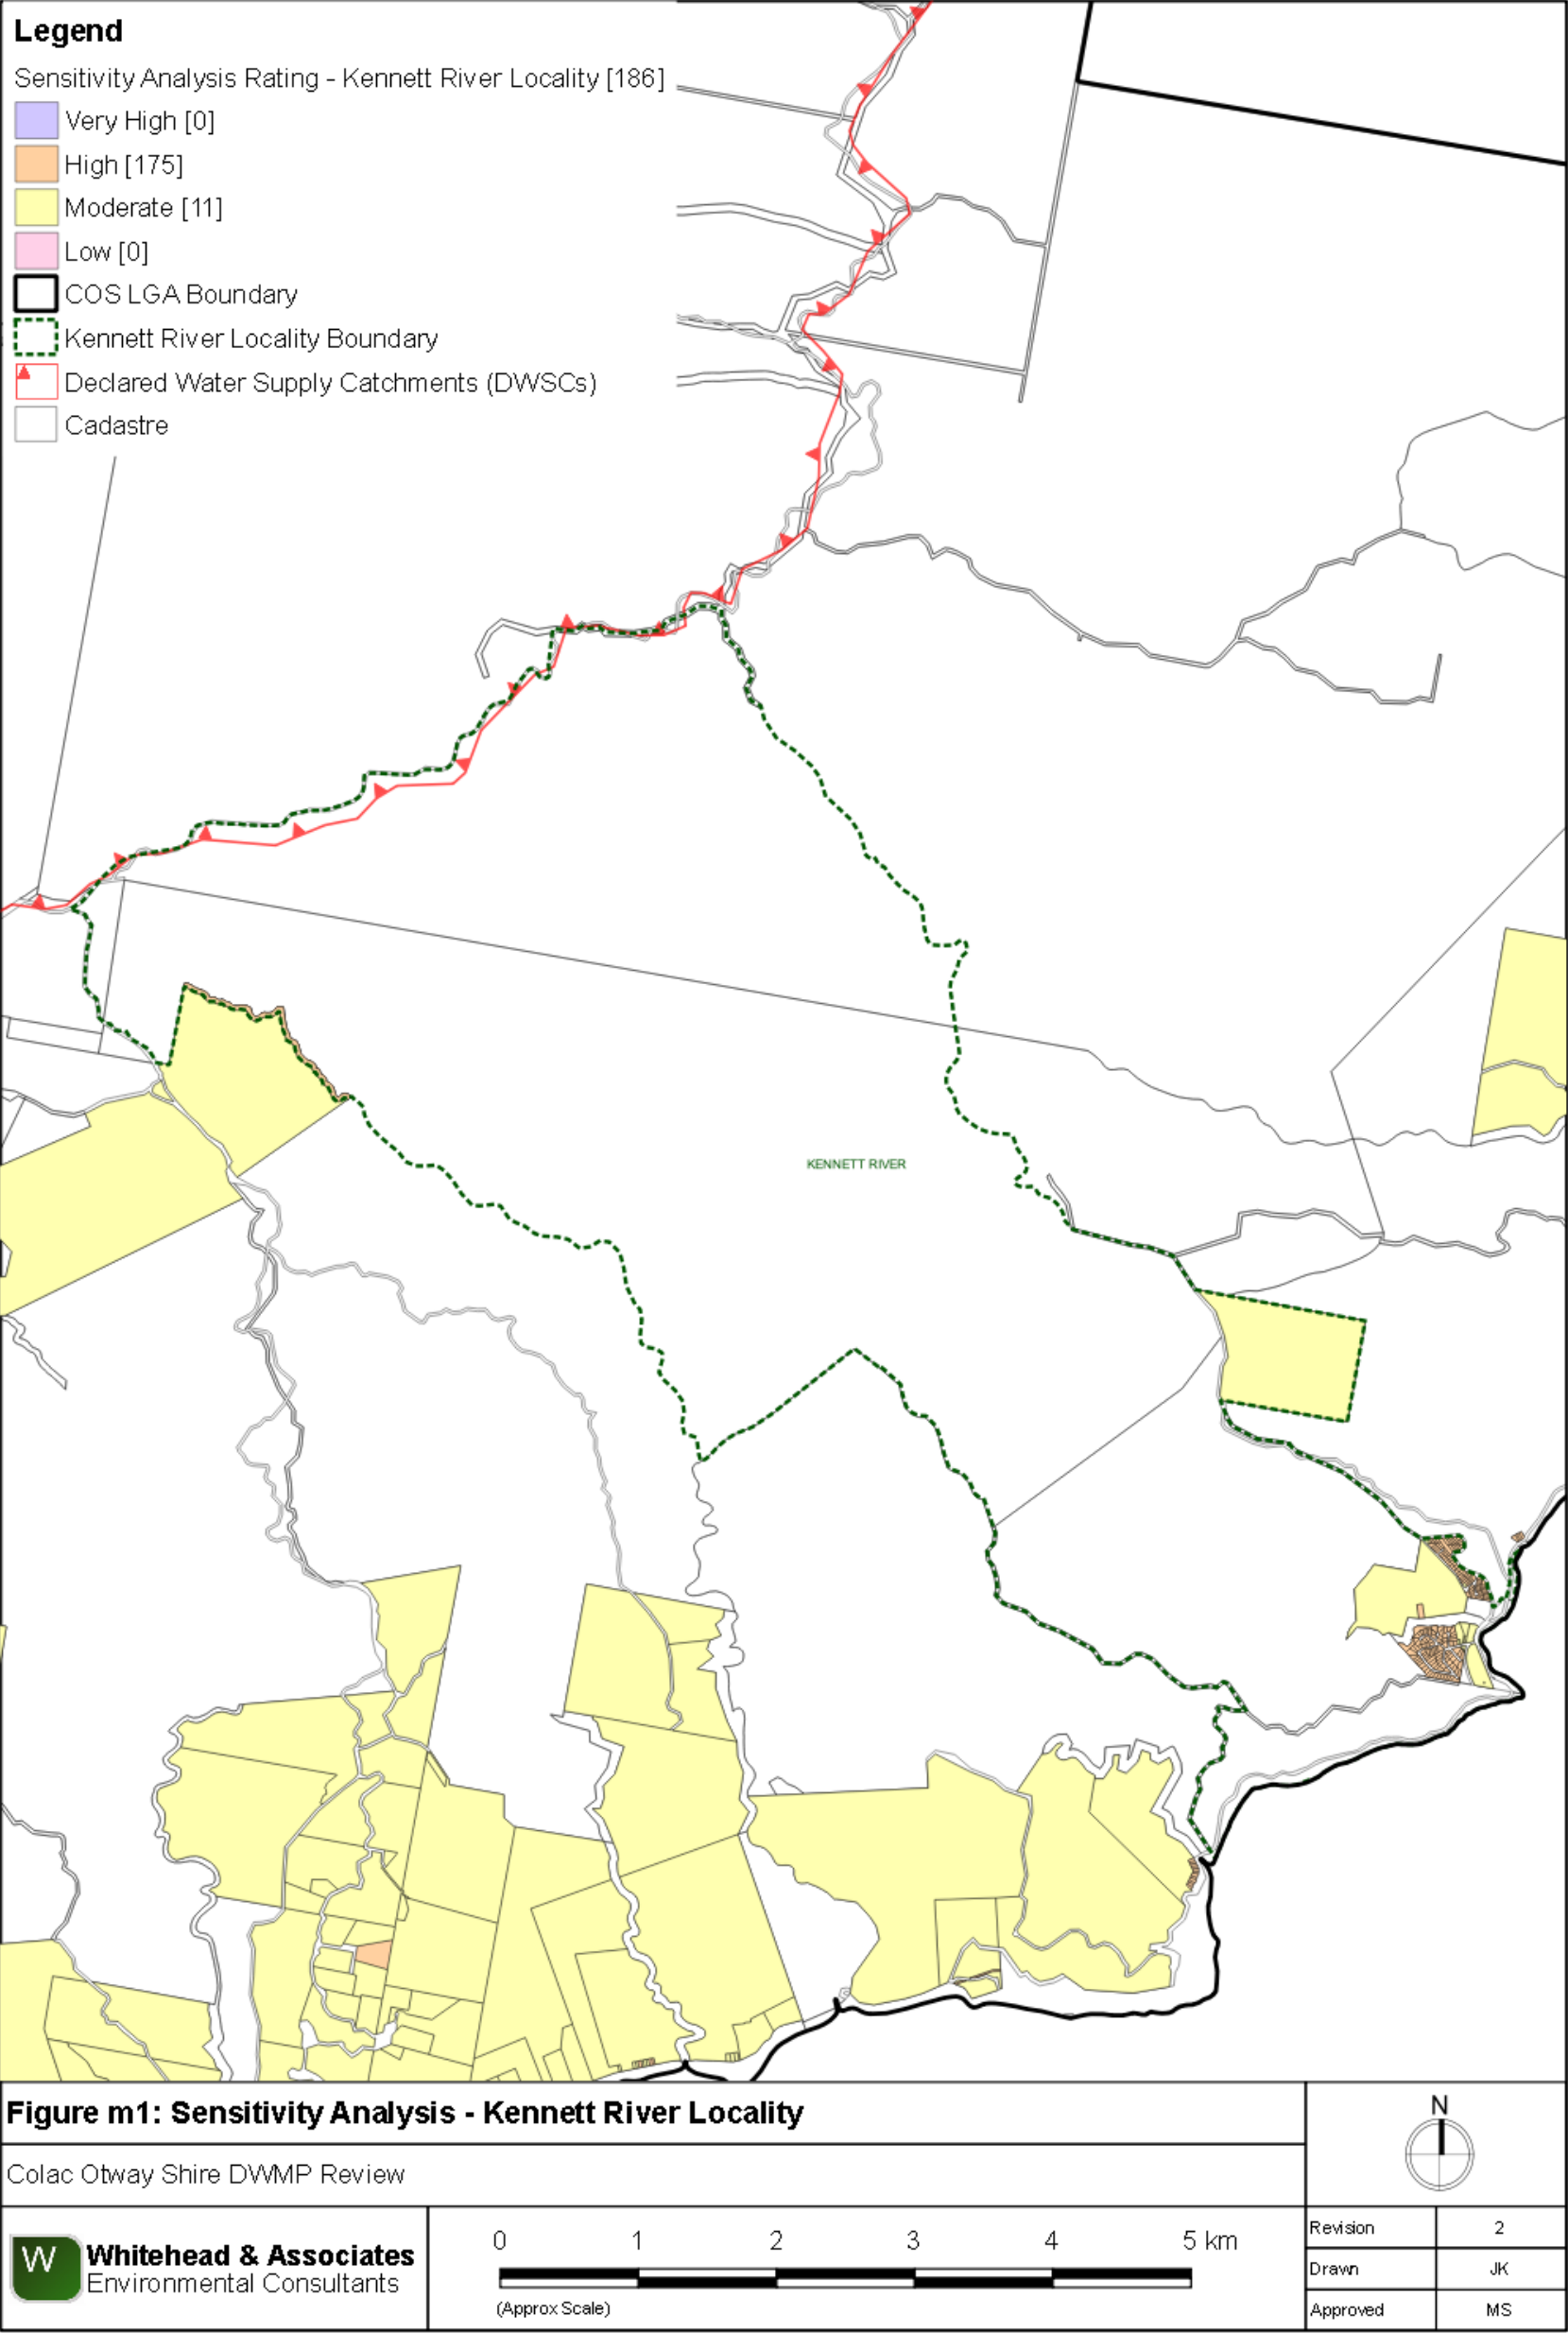 Legend
Sensitivity Analysis Rating - Kennett River Locality [186]
Very High [0]
High [175]
Moderate [11]
Low [0]
COS LGA Boundary
Kennett River Locality Boundary
Declared Water Supply Catchments (DWSCs)
Cadastre
KENNETT RIVER
Figure m1: Sensitivity Analysis - Kennett River Locality
Colac Otway Shire DWMP Review
N
W
Whitehead & Associates
Environmental Consultants
0 1 2 3 4 5 km
(Approx Scale)
Revision 2
Drawn JK
Approved MS